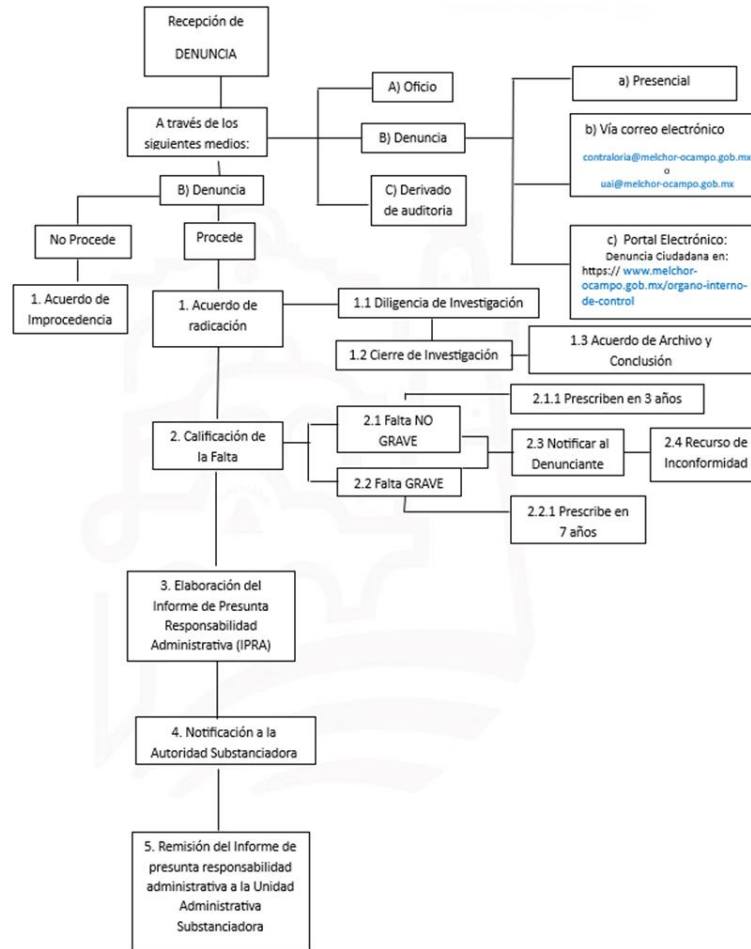 Recepción de
DENUNCIA
A través de los
siguientes medios:
A) Oficio
B) Denuncia
C) Derivado
de auditoria
a) Presencial
b) Vía correo electrónico
contraloria@melchor-ocampo.gob.mx
o
uai@melchor-ocampo.gob.mx
c) Portal Electrónico:
Denuncia Ciudadana en:
https:// www.melchor-
ocampo.gob.mx/organo-interno-
de-control
B) Denuncia
No Procede
Procede
1. Acuerdo de
Improcedencia
1. Acuerdo de
radicación
1.1 Diligencia de Investigación
1.2 Cierre de Investigación
1.3 Acuerdo de Archivo y
Conclusión
2. Calificación de
la Falta
2.1 Falta NO
GRAVE
2.1.1 Prescriben en 3 años
2.2 Falta GRAVE
2.2.1 Prescribe en
7 años
2.3 Notificar al
Denunciante
2.4 Recurso de
Inconformidad
3. Elaboración del
Informe de Presunta
Responsabilidad
Administrativa (IPRA)
4. Notificación a la
Autoridad Substanciadora
5. Remisión del Informe de
presunta responsabilidad
administrativa a la Unidad
Administrativa
Substanciadora